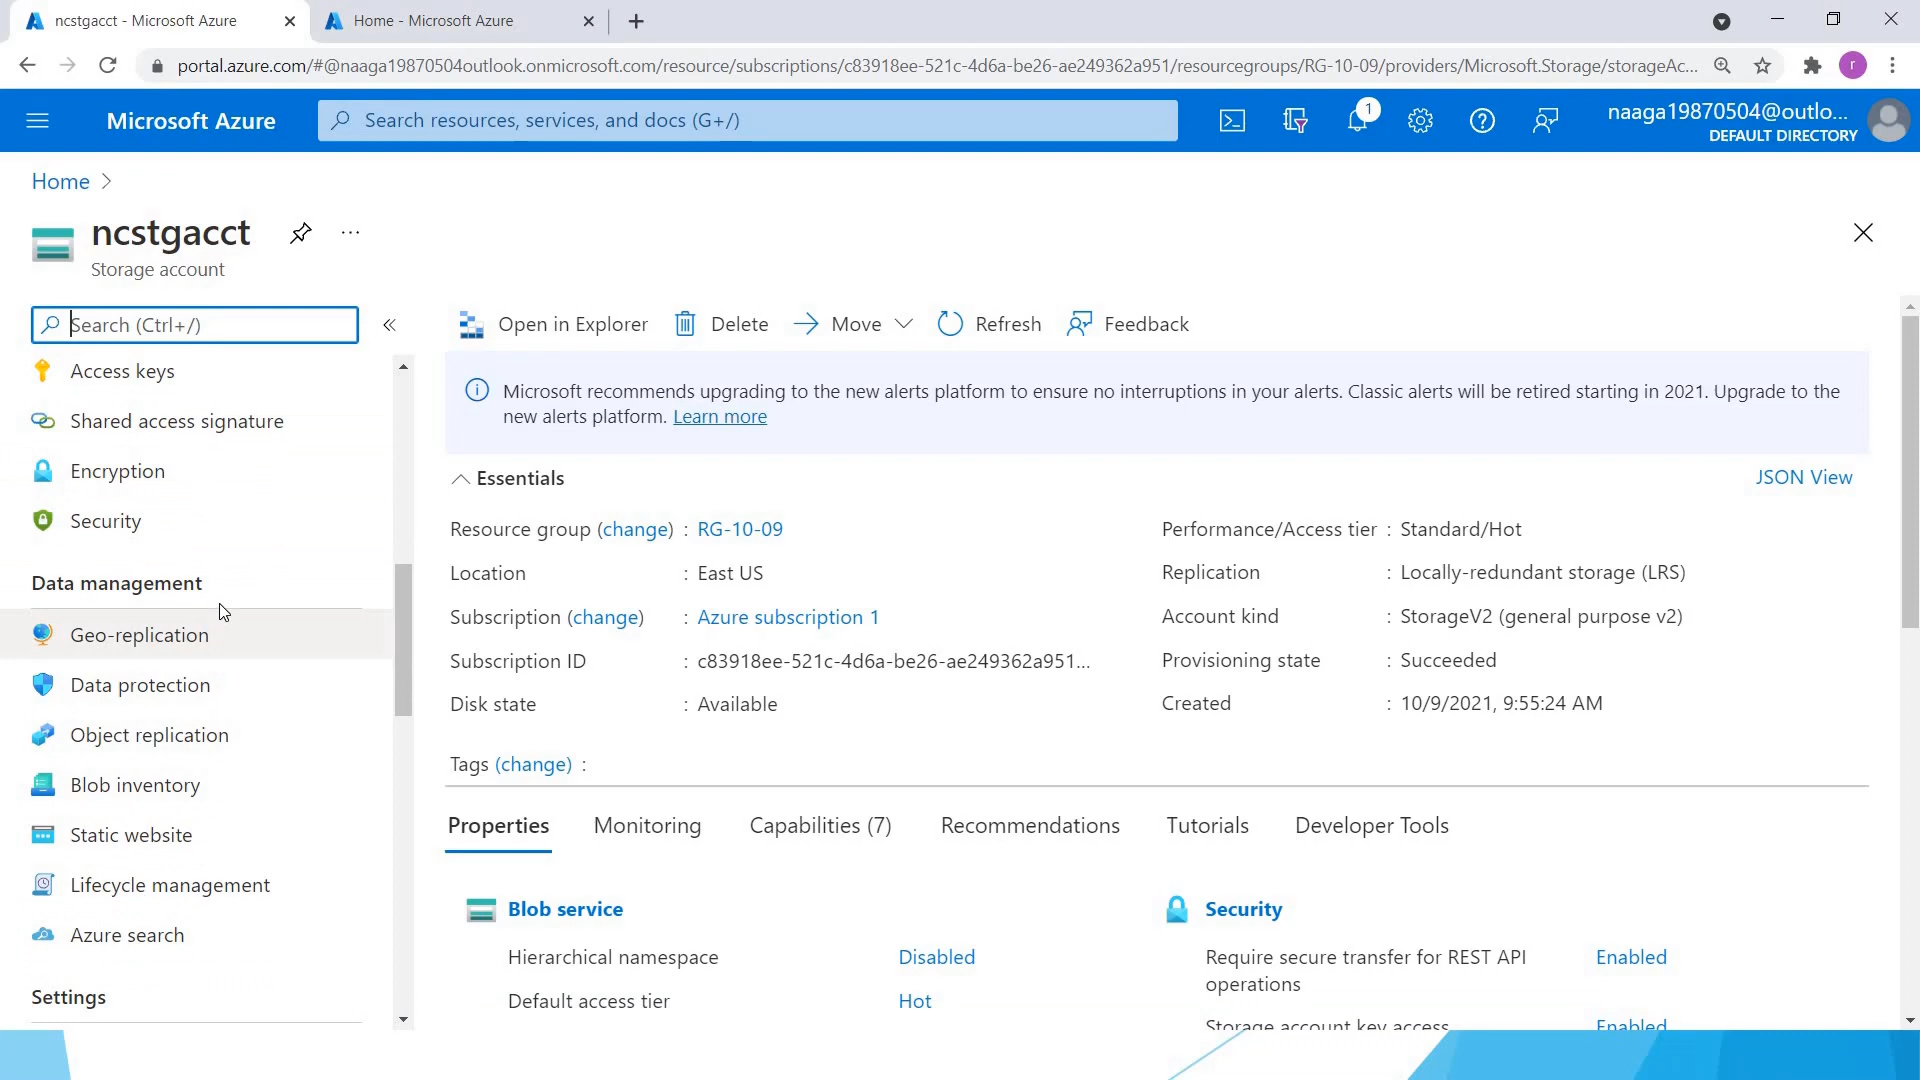 ncstgacct - Microsoft Azure
Home - Microsoft Azure
portal.azure.com/#@naaga19870504outlook.onmicrosoft.com/resource/subscriptions/c83918ee-521c-4d6a-be26-ae249362a951/resourcegroups/RG-10-09/providers/Microsoft.Storage/storageAc...
r
Microsoft Azure
Search resources, services, and docs (G+/)
1
naaga19870504@outlo...
DEFAULT DIRECTORY
Home
ncstgacct
...
Storage account
Search (Ctrl+/)
Access keys
Shared access signature
Encryption
Security
Data management
Geo-replication
Data protection
Object replication
Blob inventory
Static website
Lifecycle management
Azure search
Settings
Open in Explorer
Delete
Move
Refresh
Feedback
Microsoft recommends upgrading to the new alerts platform to ensure no interruptions in your alerts. Classic alerts will be retired starting in 2021. Upgrade to the
new alerts platform. Learn more
Essentials
JSON View
Resource group (change) : RG-10-09
Location : East US
Subscription (change) : Azure subscription 1
Subscription ID : c83918ee-521c-4d6a-be26-ae249362a951...
Disk state : Available
Performance/Access tier : Standard/Hot
Replication : Locally-redundant storage (LRS)
Account kind : StorageV2 (general purpose v2)
Provisioning state : Succeeded
Created : 10/9/2021, 9:55:24 AM
Tags (change) :
Properties
Monitoring
Capabilities (7)
Recommendations
Tutorials
Developer Tools
Blob service
Hierarchical namespace Disabled
Default access tier Hot
Security
Require secure transfer for REST API Enabled
operations
Storage account key access Enabled